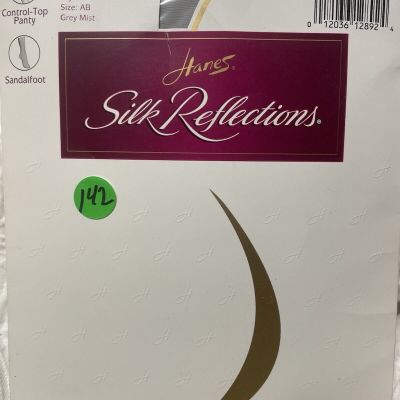 Control-Top
Panty
Size: AB
Grey Mist
0 12036 12892 4
Sandalfoot
Hanes®
Silk Reflections®
142